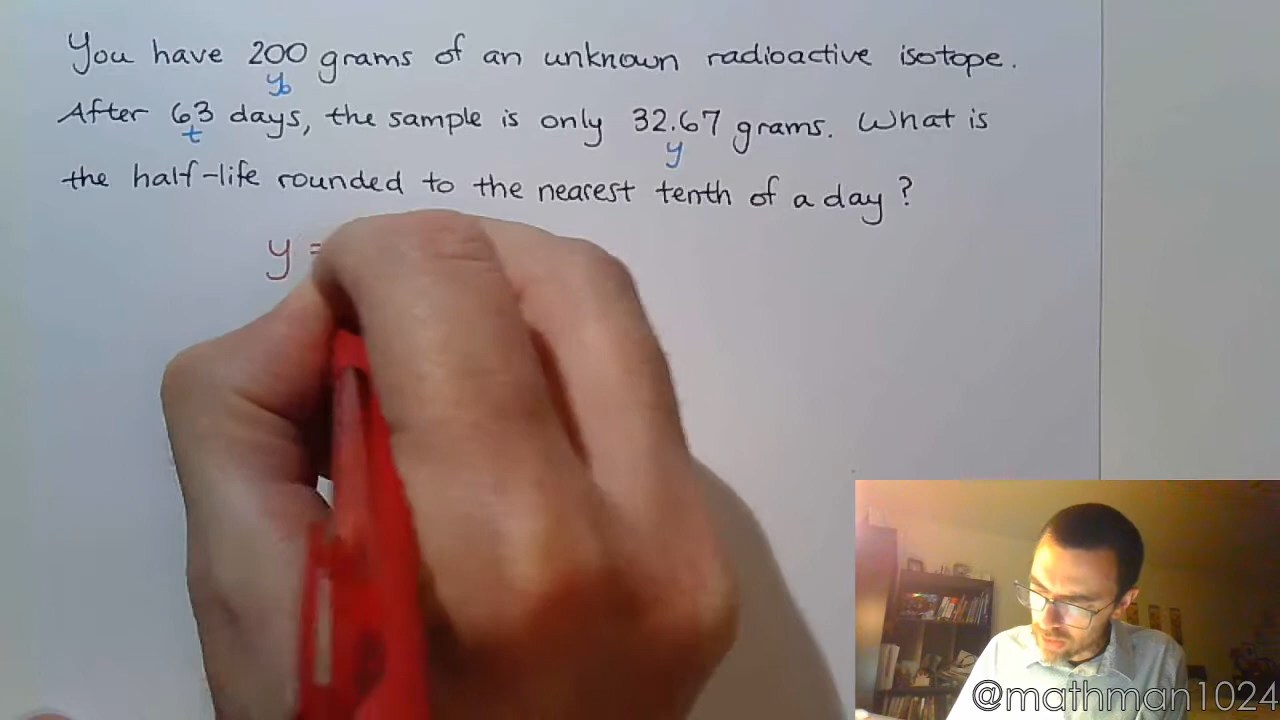 You have 200 grams of an unknown radioactive isotope.
y₀
After 63 days, the sample is only 32.67 grams. What is
t y
the half-life rounded to the nearest tenth of a day?
y =
@mathman1024